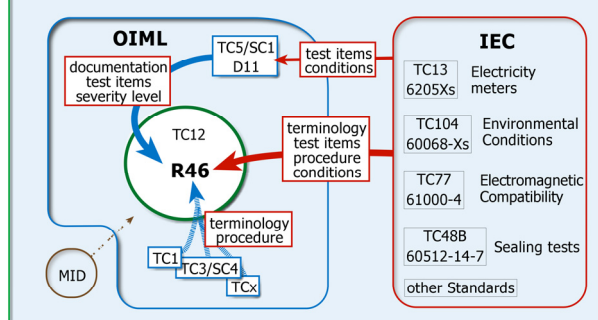 OIML
TC5/SC1
D11
documentation
test items
severity level
test items
conditions
TC12
R46
terminology
test items
procedure
conditions
terminology
procedure
TC1
TC3/SC4
TCx
MID
IEC
TC13
6205Xs
Electricity
meters
TC104
60068-Xs
Environmental
Conditions
TC77
61000-4
Electromagnetic
Compatibility
TC48B
60512-14-7
Sealing tests
other Standards